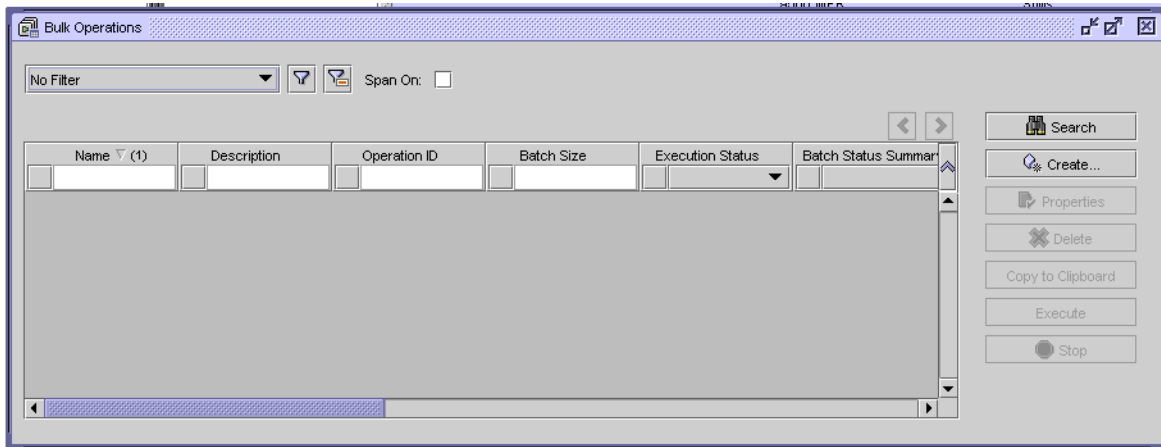 Bulk Operations
No Filter
Span On:
Search
Name (1) Description Operation ID Batch Size Execution Status Batch Status Summar
Create...
Properties
Delete
Copy to Clipboard
Execute
Stop